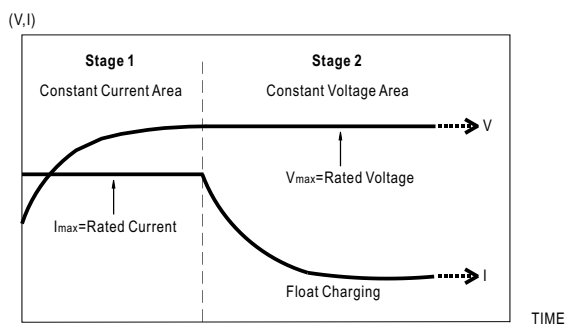 (V,I)
Stage 1
Stage 2
Constant Current Area
Constant Voltage Area
V
Vmax=Rated Voltage
Imax=Rated Current
I
Float Charging
TIME